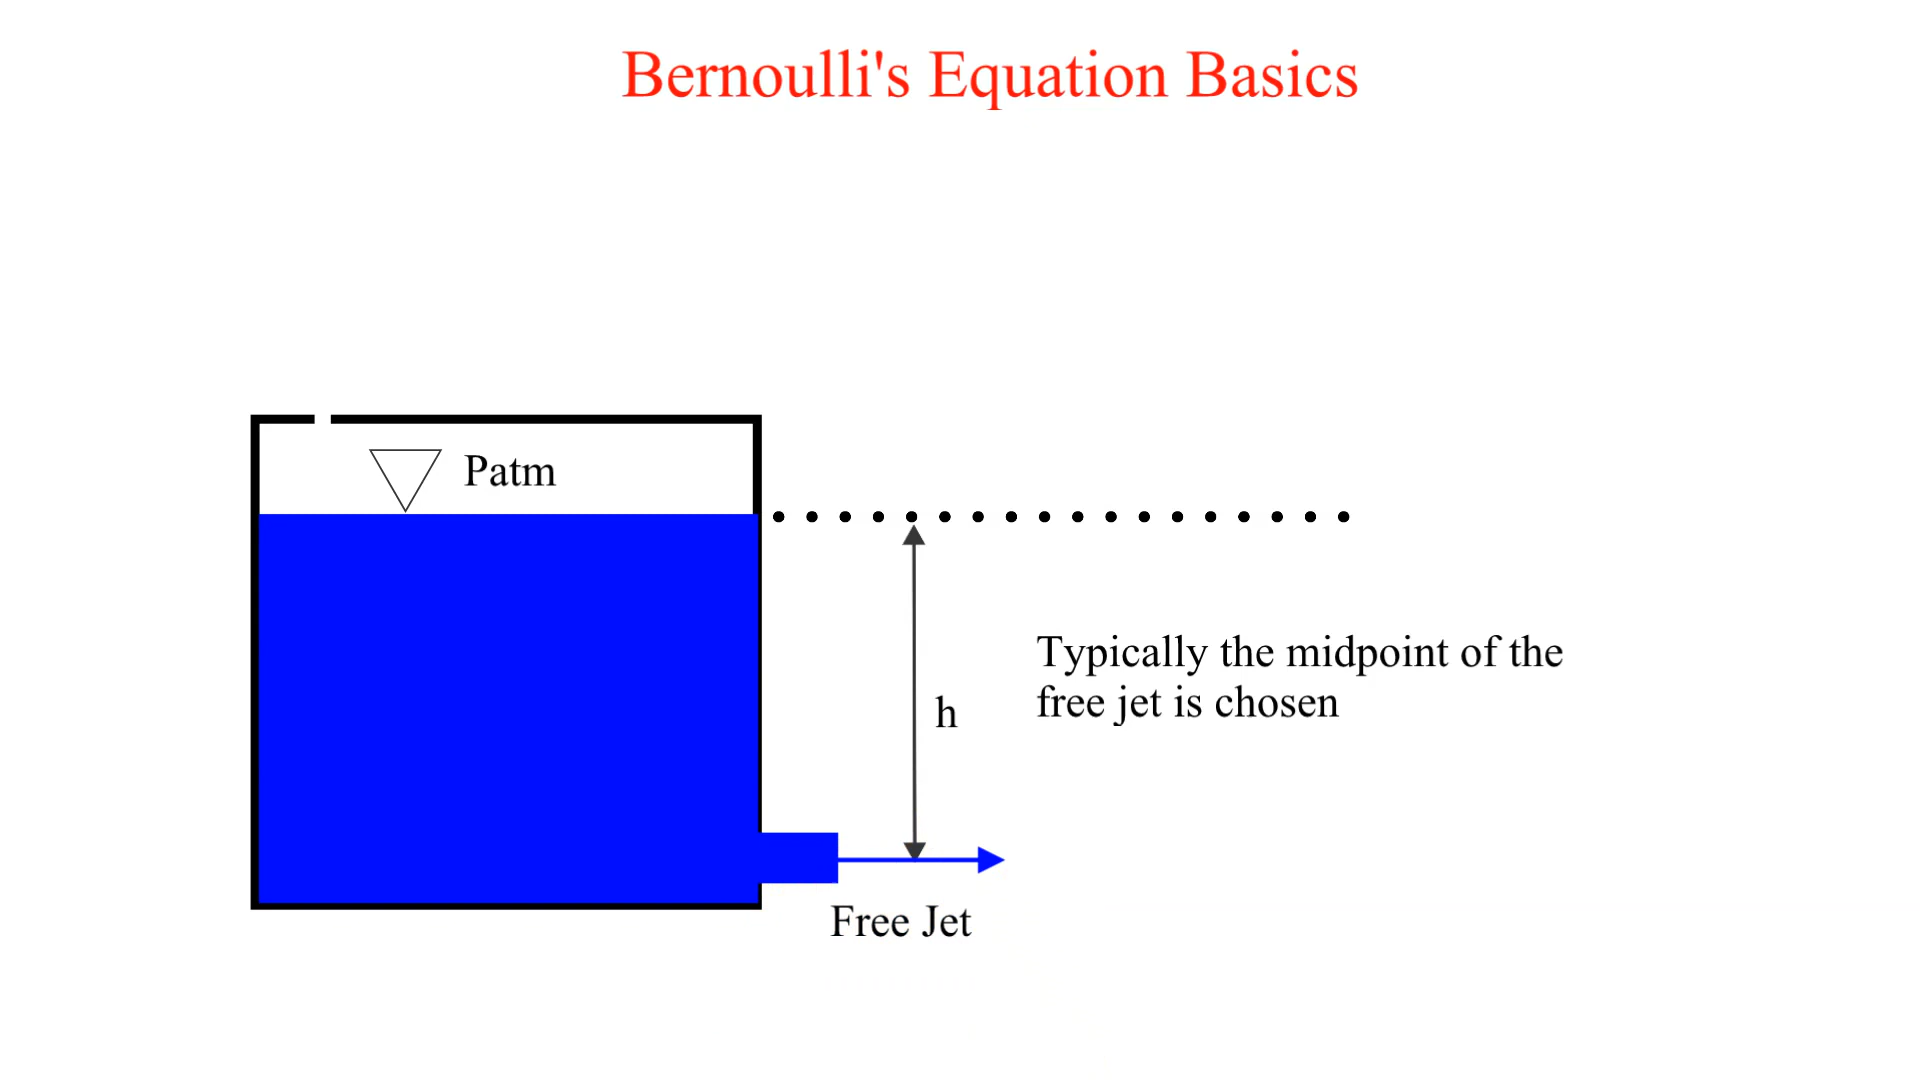 Bernoulli's Equation Basics
Patm
Typically the midpoint of the
free jet is chosen
h
Free Jet